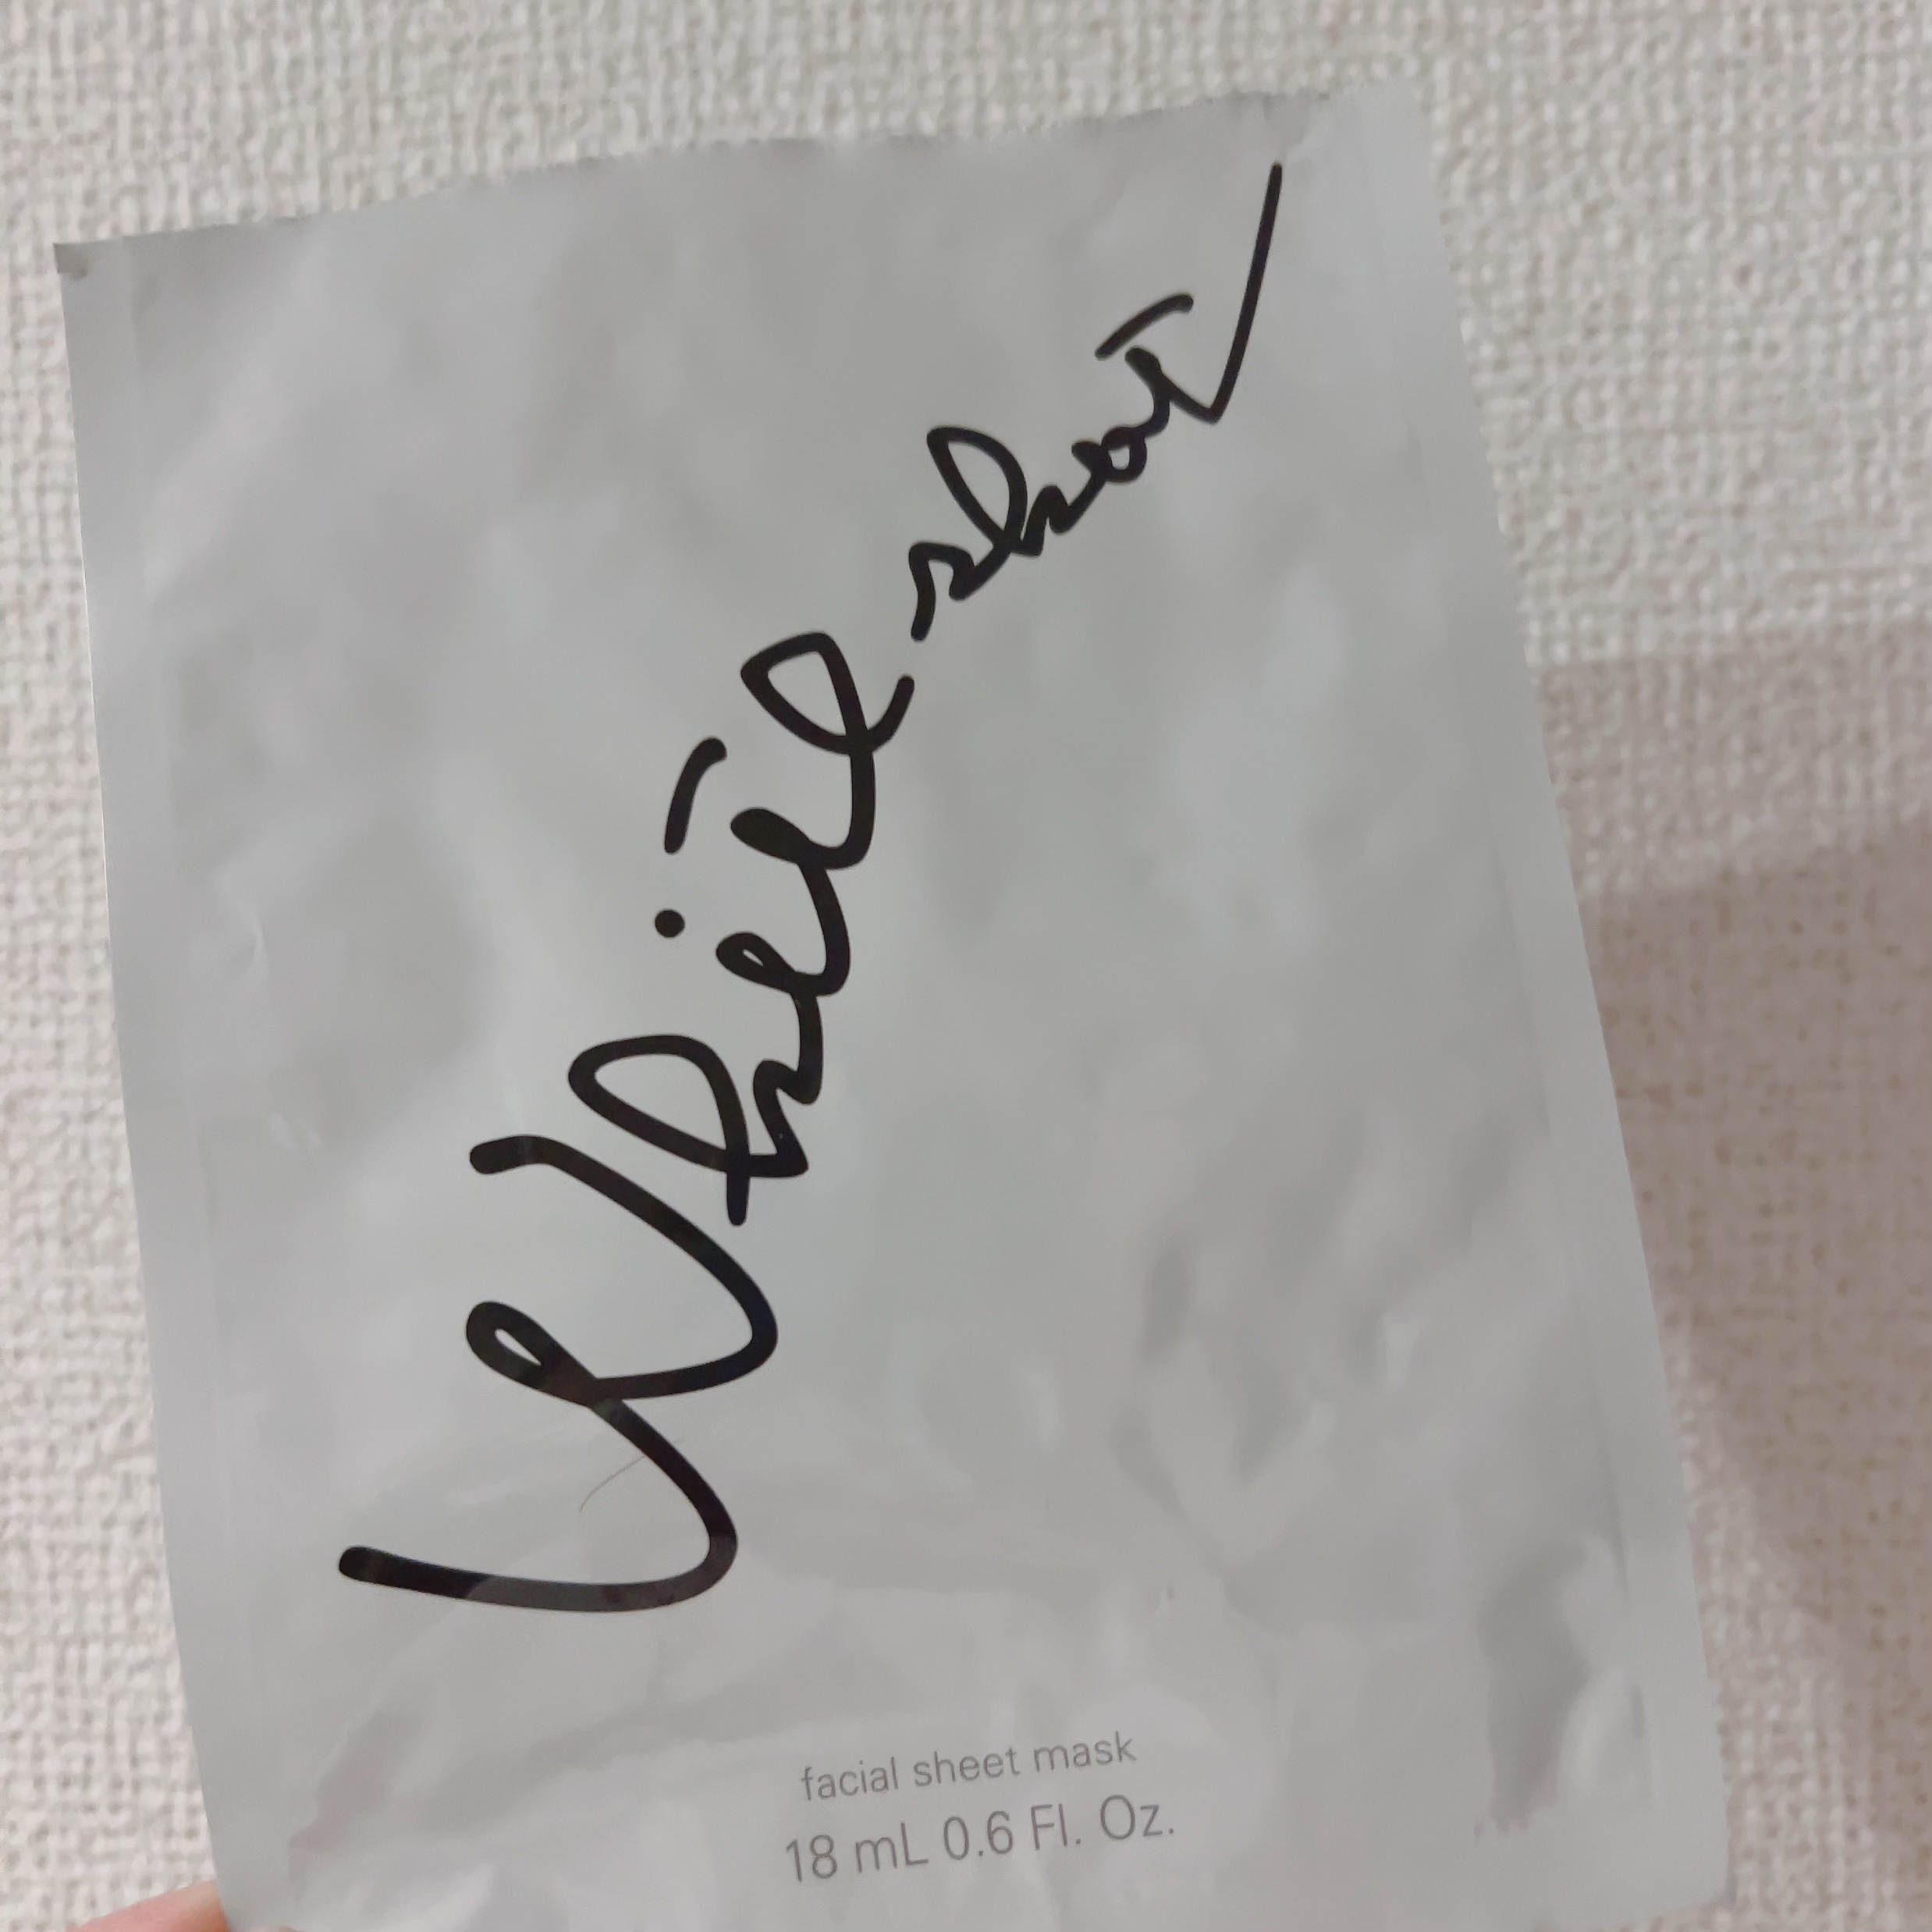 White shot
facial sheet mask
18 mL 0.6 Fl. Oz.